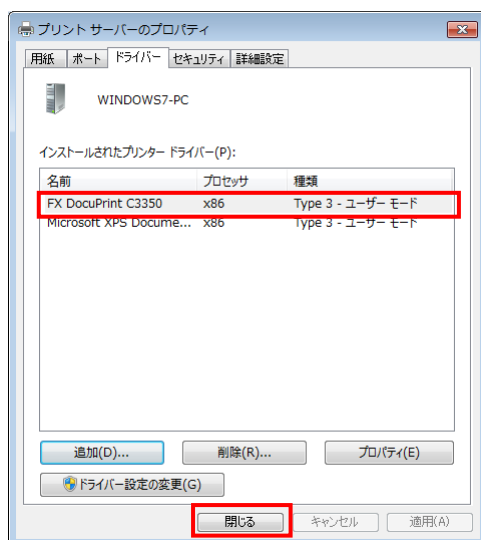 プリント サーバーのプロパティ
用紙 ポート ドライバー セキュリティ 詳細設定
WINDOWS7-PC
インストールされたプリンター ドライバー(P):
名前 プロセッサ 種類
FX DocuPrint C3350 x86 Type 3 - ユーザー モード
Microsoft XPS Docume... x86 Type 3 - ユーザー モード
追加(D)... 削除(R)... プロパティ(E)
ドライバー設定の変更(G)
閉じる キャンセル 適用(A)